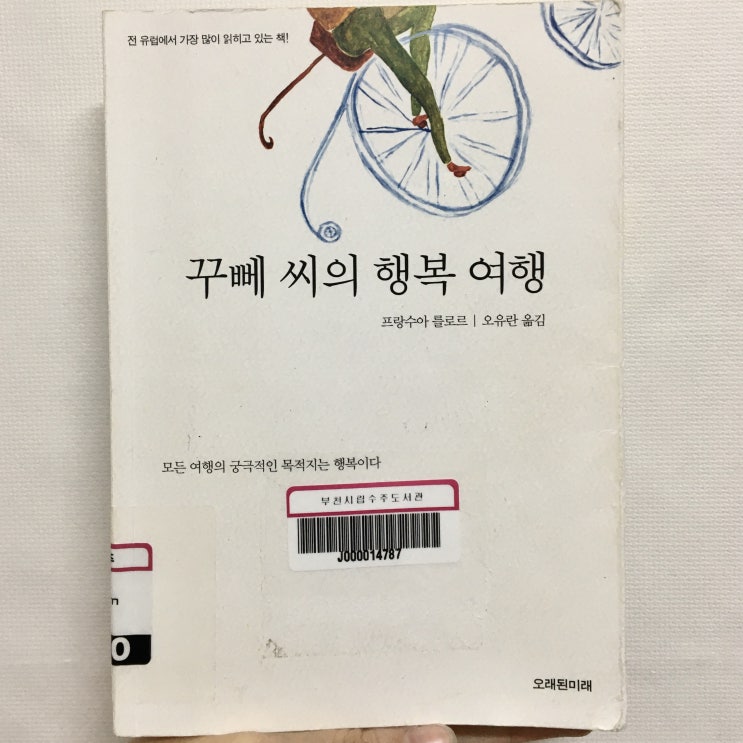 전 유럽에서 가장 많이 읽히고 있는 책!
꾸뻬 씨의 행복 여행
프랑수아 를로르 | 오유란 옮김
모든 여행의 궁극적인 목적지는 행복이다
부천시립수주도서관
J000014787
오래된미래